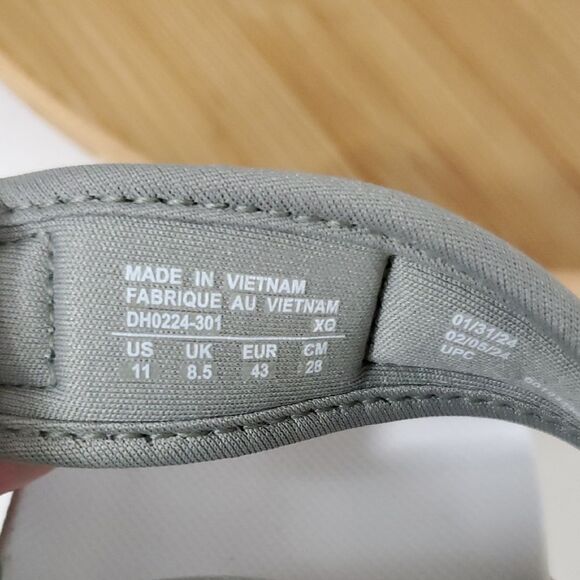 MADE IN VIETNAM
FABRIQUE AU VIETNAM
DH0224-301 XQ
US UK EUR CM
11 8.5 43 28
01/31/24
02/05/24
UPC